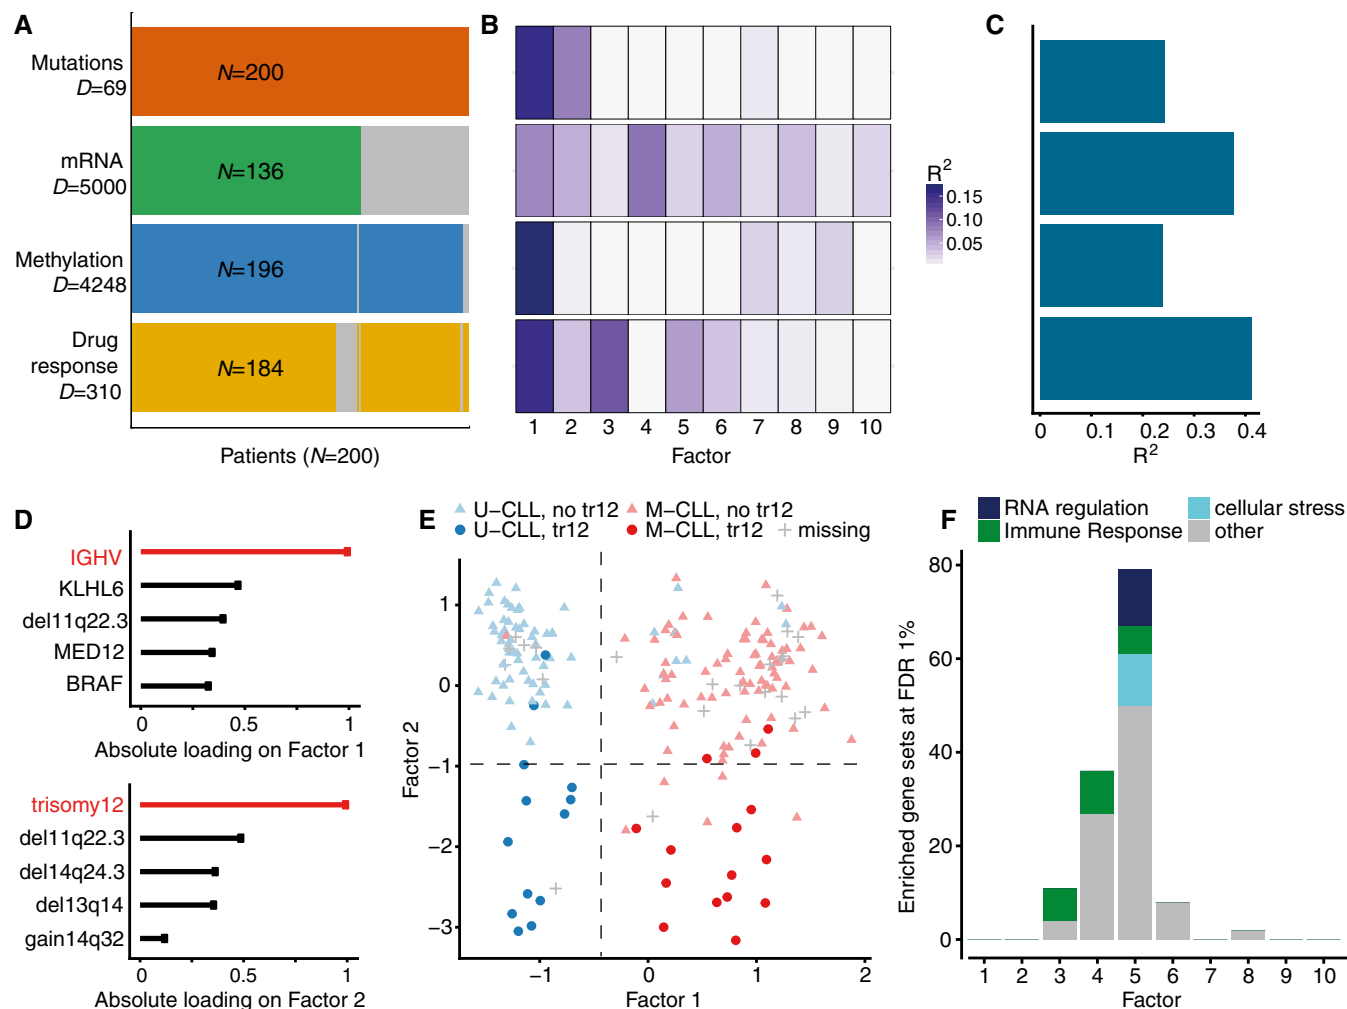 A
Mutations
D=69
N=200
mRNA
D=5000
N=136
Methylation
D=4248
N=196
Drug
response
D=310
N=184
Patients (N=200)
B
R2
0.15
0.10
0.05
1 2 3 4 5 6 7 8 9 10
Factor
C
0 0.1 0.2 0.3 0.4
R2
D
IGHV
KLHL6
del11q22.3
MED12
BRAF
0 0.5 1
Absolute loading on Factor 1
trisomy12
del11q22.3
del14q24.3
del13q14
gain14q32
0 0.5 1
Absolute loading on Factor 2
E
U−CLL, no tr12
M−CLL, no tr12
U−CLL, tr12
M−CLL, tr12
missing
Factor 2
1
0
−1
−2
−3
−1 0 1 2
Factor 1
F
RNA regulation
cellular stress
Immune Response
other
Enriched gene sets at FDR 1%
80
60
40
20
0
1 2 3 4 5 6 7 8 9 10
Factor